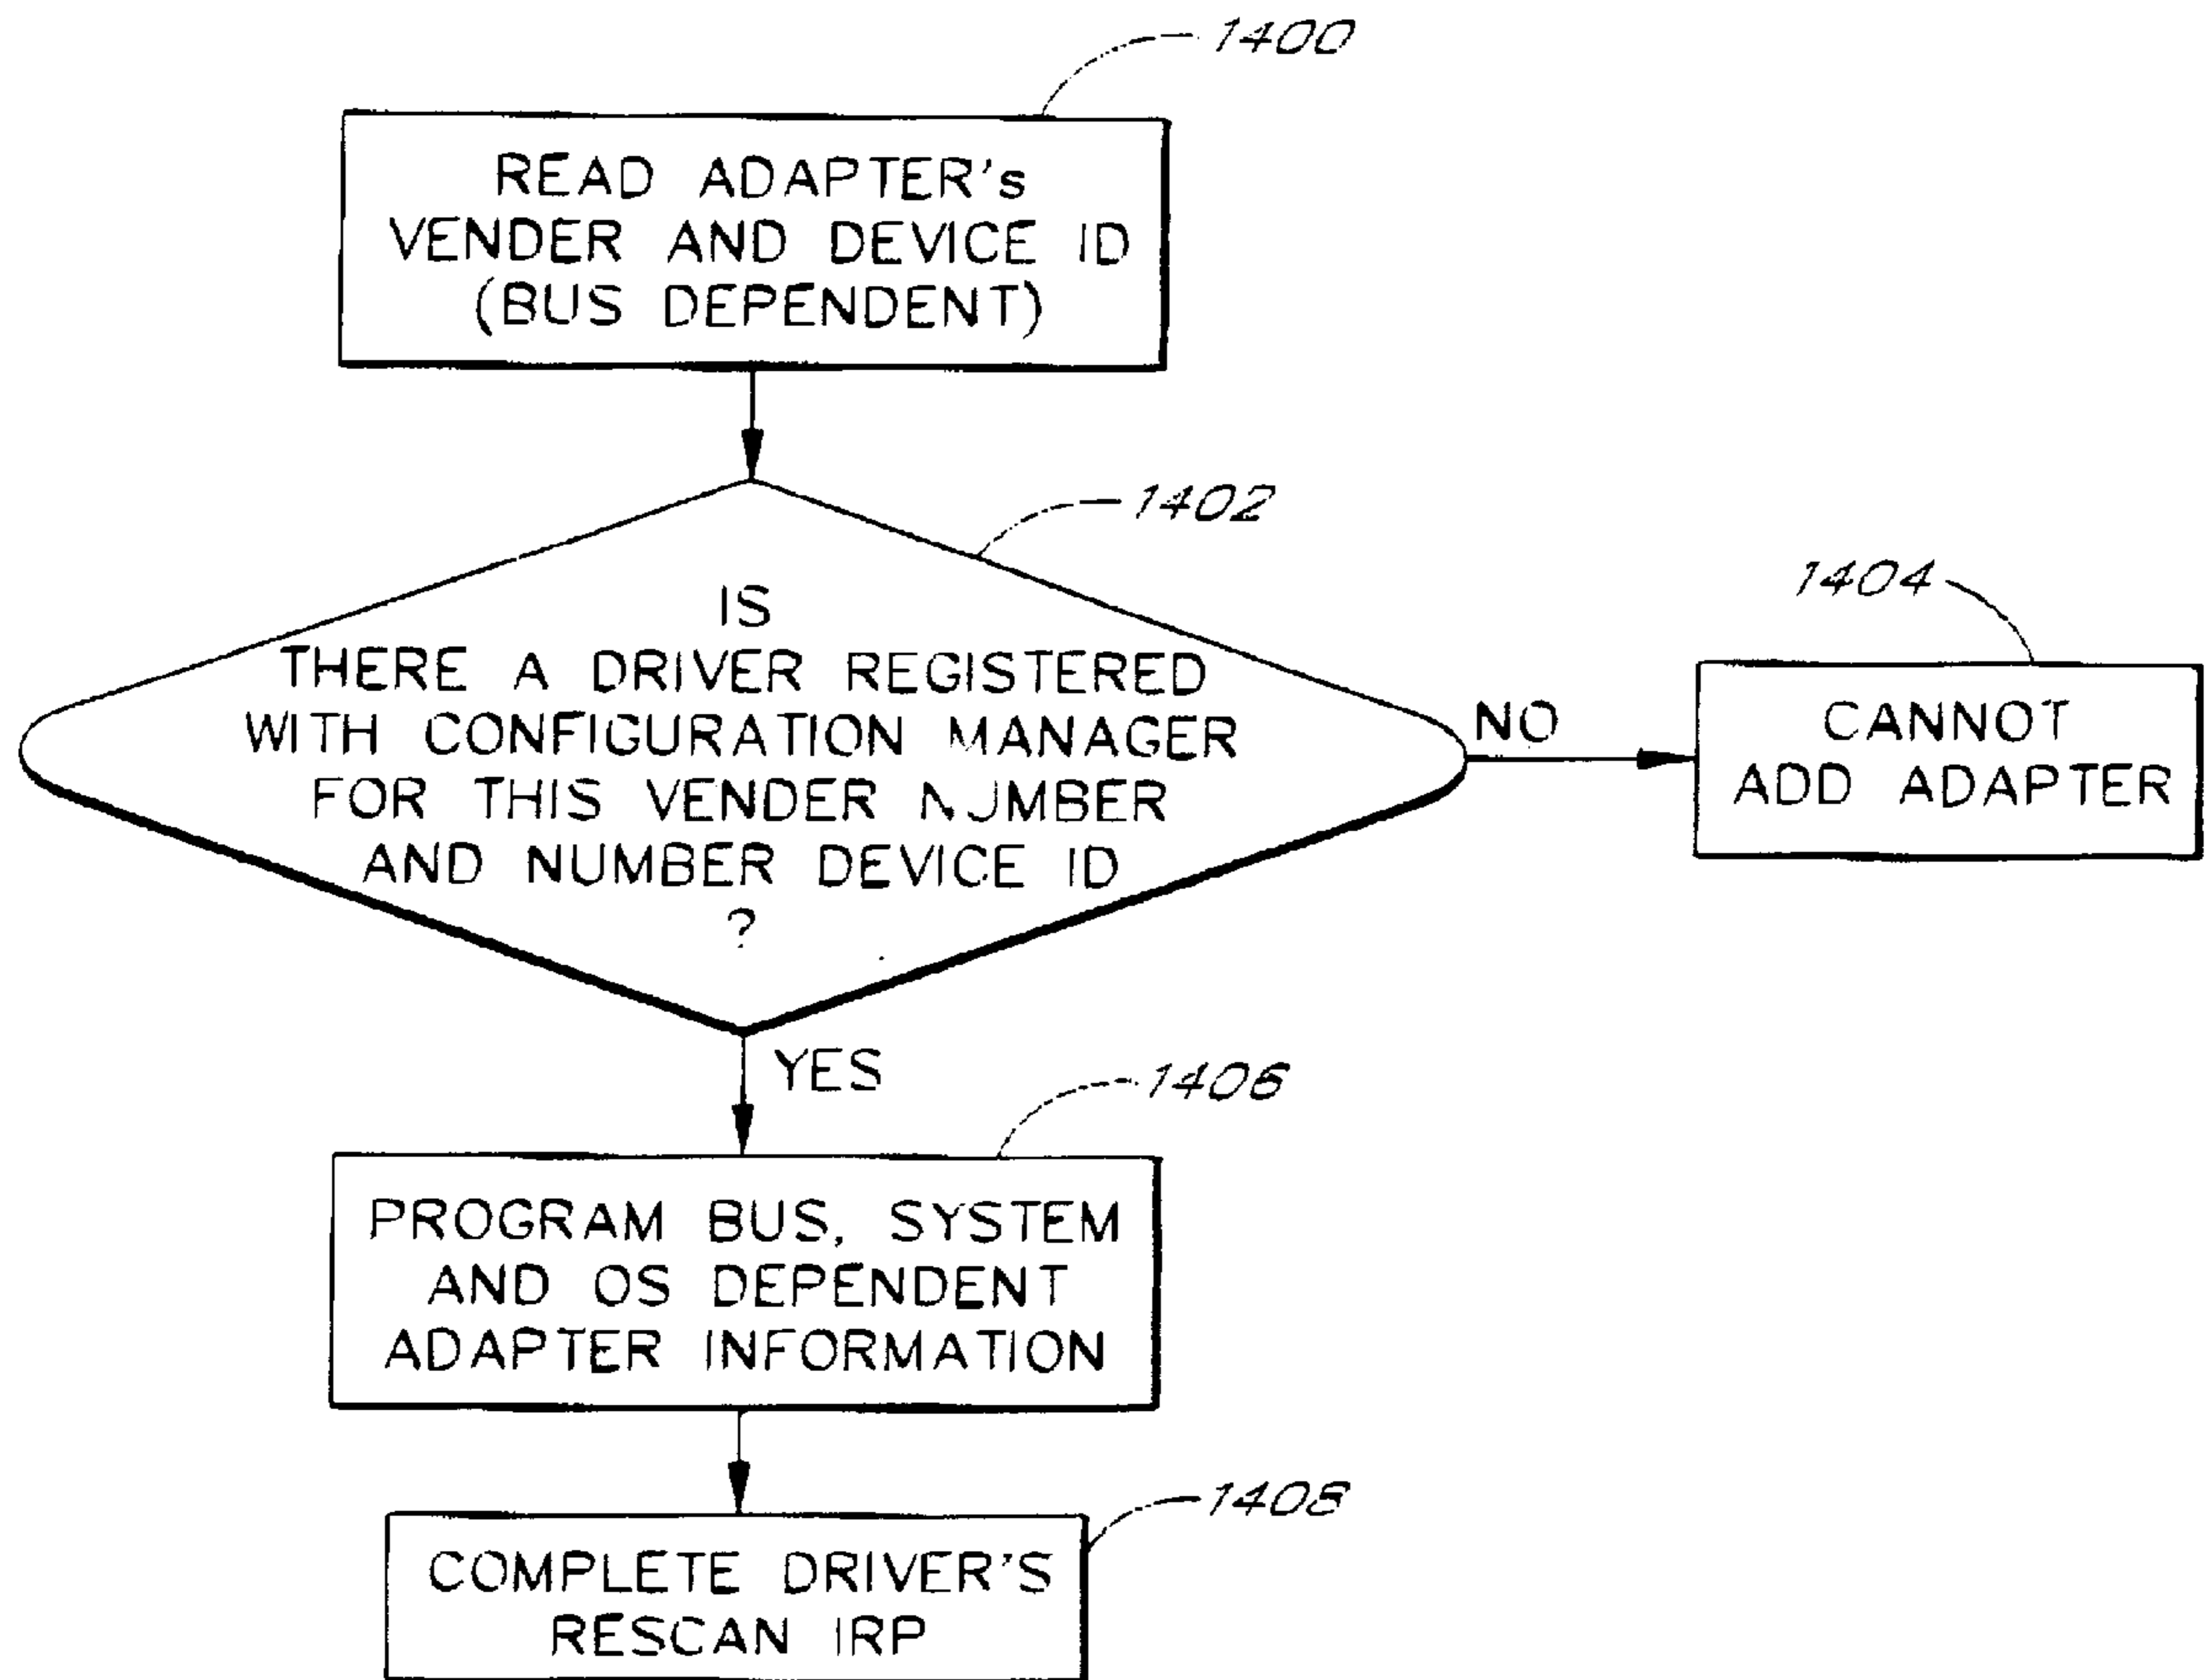 1400
READ ADAPTER's
VENDER AND DEVICE ID
(BUS DEPENDENT)
1402
IS
THERE A DRIVER REGISTERED
WITH CONFIGURATION MANAGER
FOR THIS VENDER NUMBER
AND NUMBER DEVICE ID
?
NO
1404
CANNOT
ADD ADAPTER
YES
1406
PROGRAM BUS, SYSTEM
AND OS DEPENDENT
ADAPTER INFORMATION
1408
COMPLETE DRIVER'S
RESCAN IRP